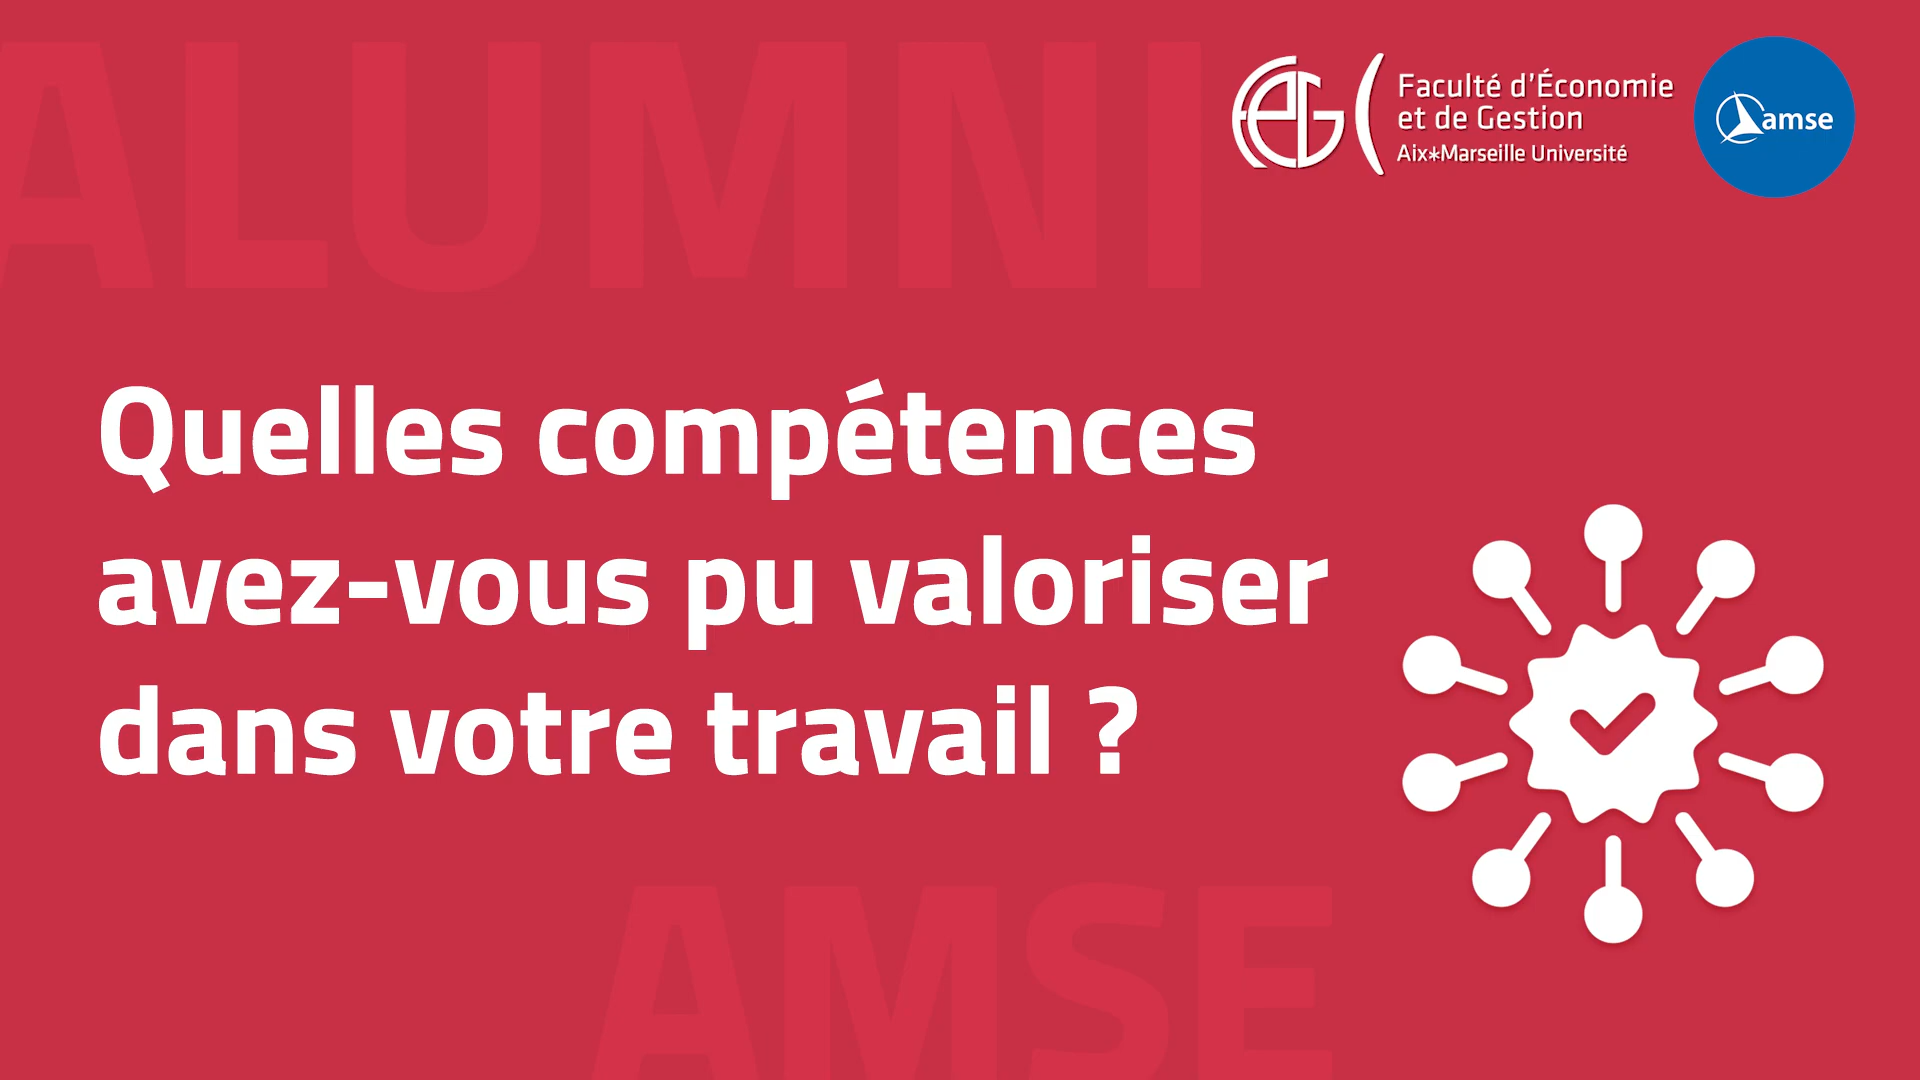 ALUMNI
FEG
Faculté d'Économie
et de Gestion
Aix*Marseille Université
amse
Quelles compétences
avez-vous pu valoriser
dans votre travail ?
AMSE